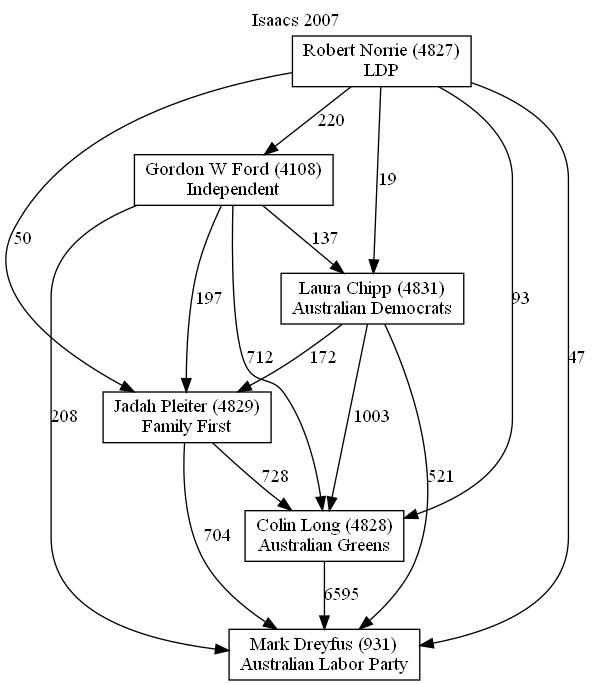 Isaacs 2007
Robert Norrie (4827)
LDP
220
Gordon W Ford (4108)
Independent
19
50
137
Laura Chipp (4831)
Australian Democrats
197
93
712
172
47
Jadah Pleiter (4829)
Family First
208
1003
728
521
Colin Long (4828)
Australian Greens
704
6595
Mark Dreyfus (931)
Australian Labor Party